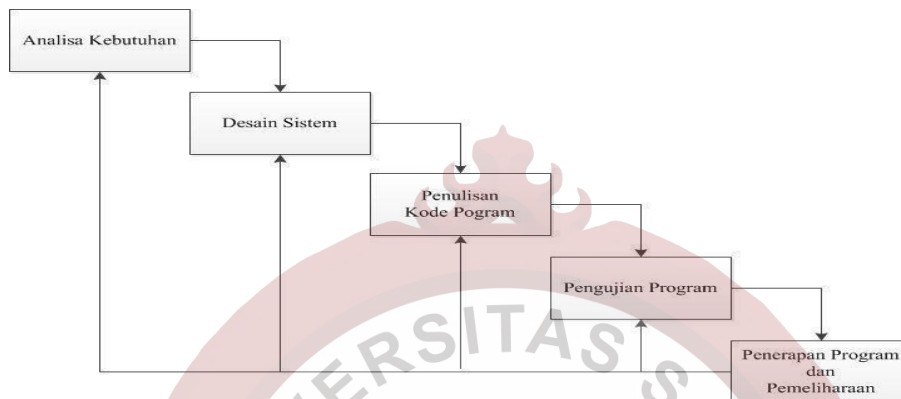 Analisa Kebutuhan
Desain Sistem
Penulisan
Kode Pogram
Pengujian Program
Penerapan Program
dan
Pemeliharaan
ERSITAS S